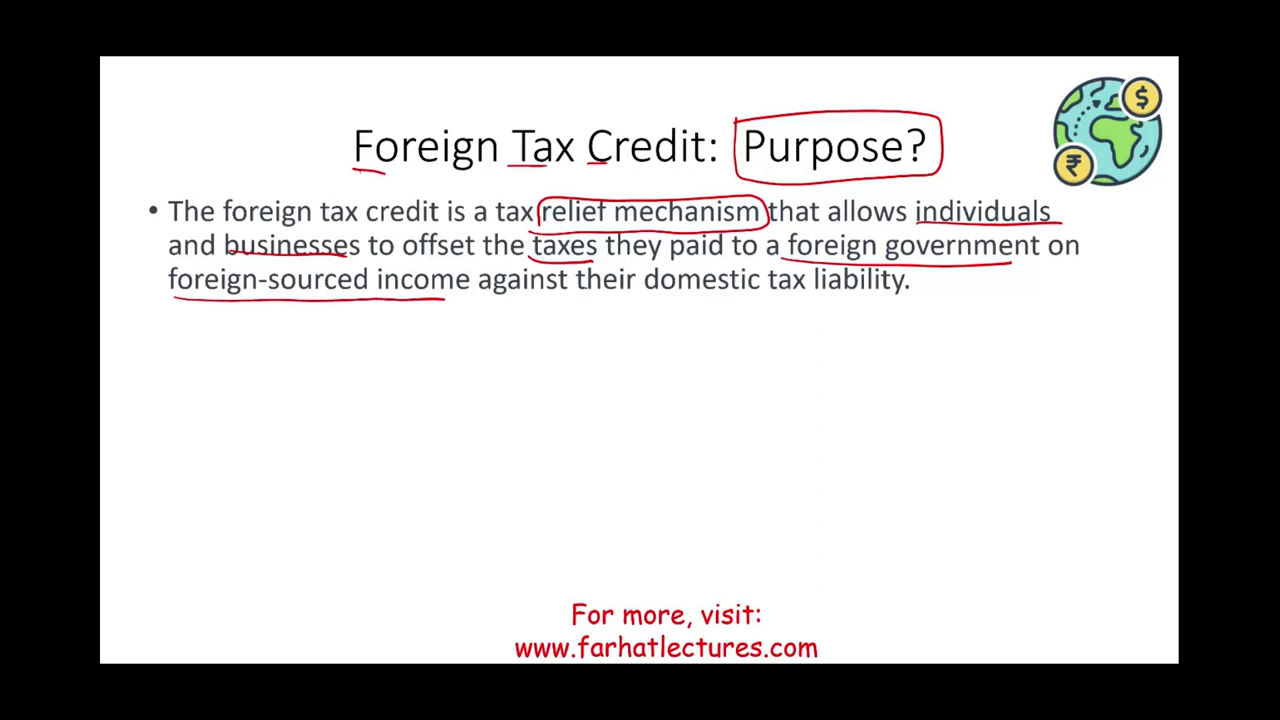 Foreign Tax Credit: Purpose?
$
₹
• The foreign tax credit is a tax relief mechanism that allows individuals
and businesses to offset the taxes they paid to a foreign government on
foreign-sourced income against their domestic tax liability.
For more, visit:
www.farhatlectures.com